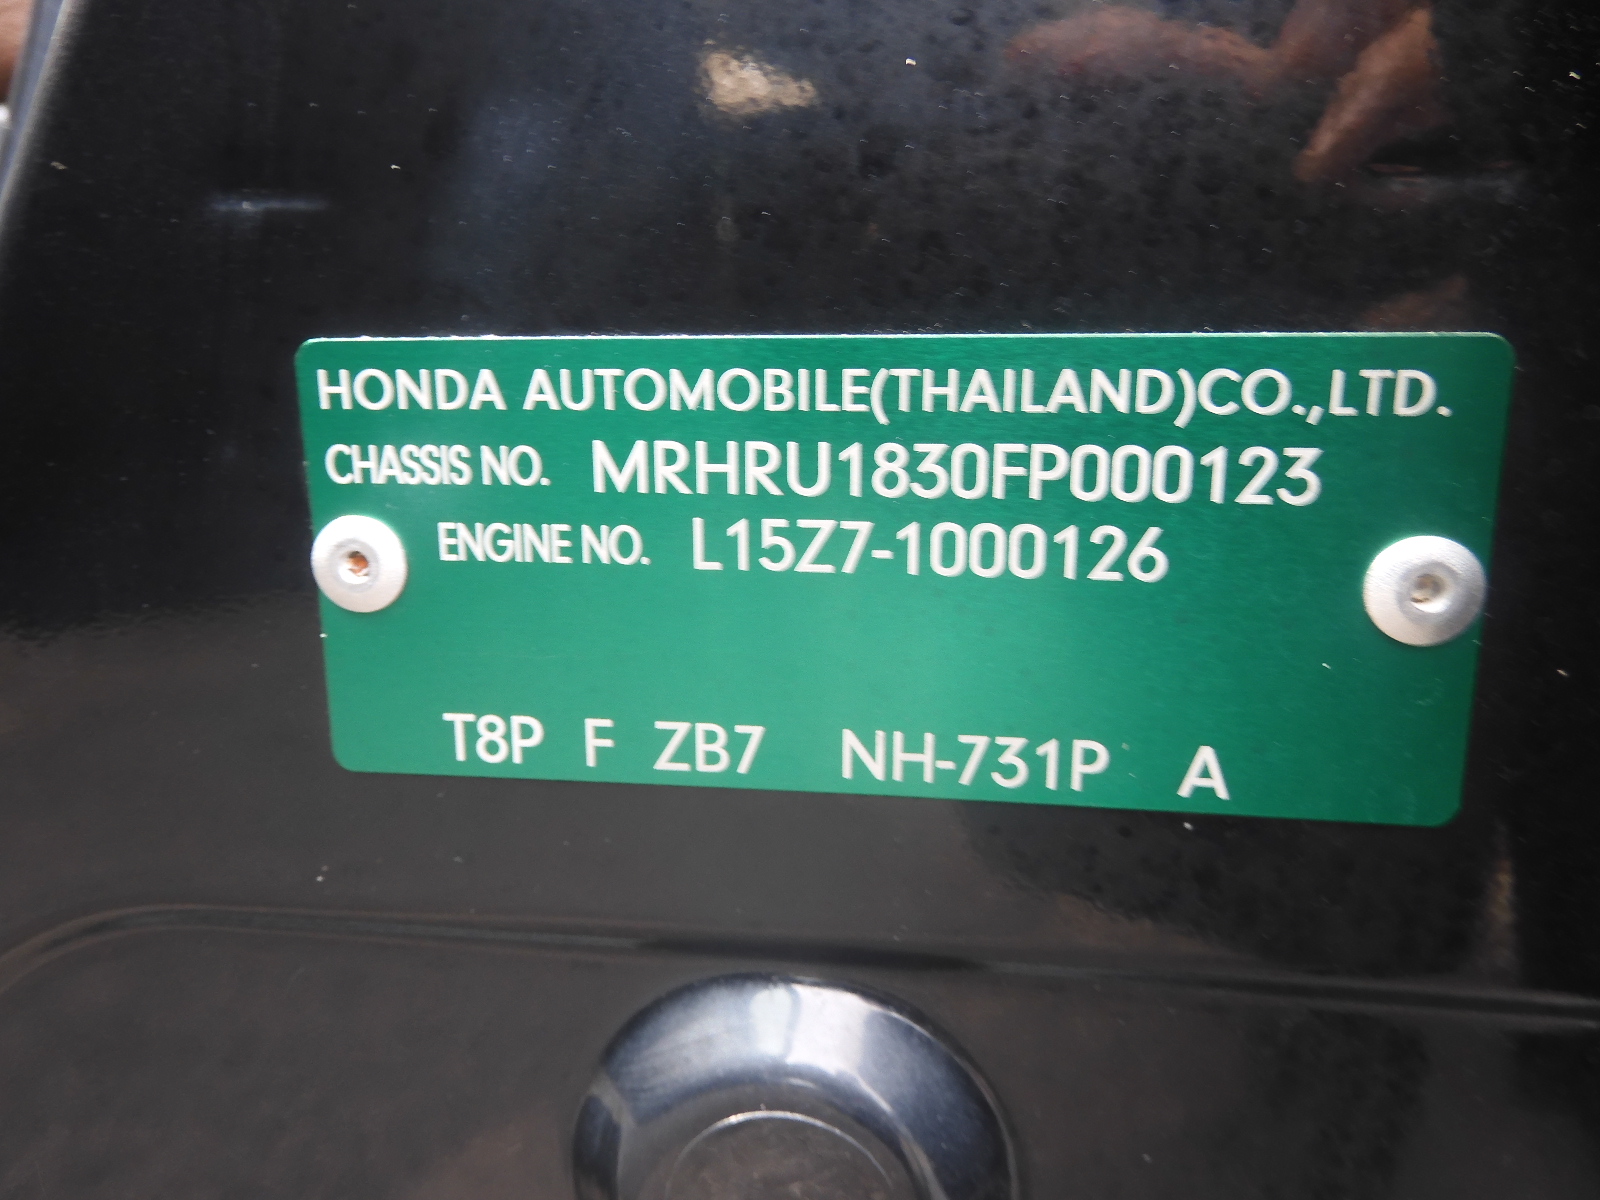 HONDA AUTOMOBILE(THAILAND)CO.,LTD.
CHASSIS NO. MRHRU1830FP000123
ENGINE NO. L15Z7-1000126
T8P F ZB7 NH-731P A